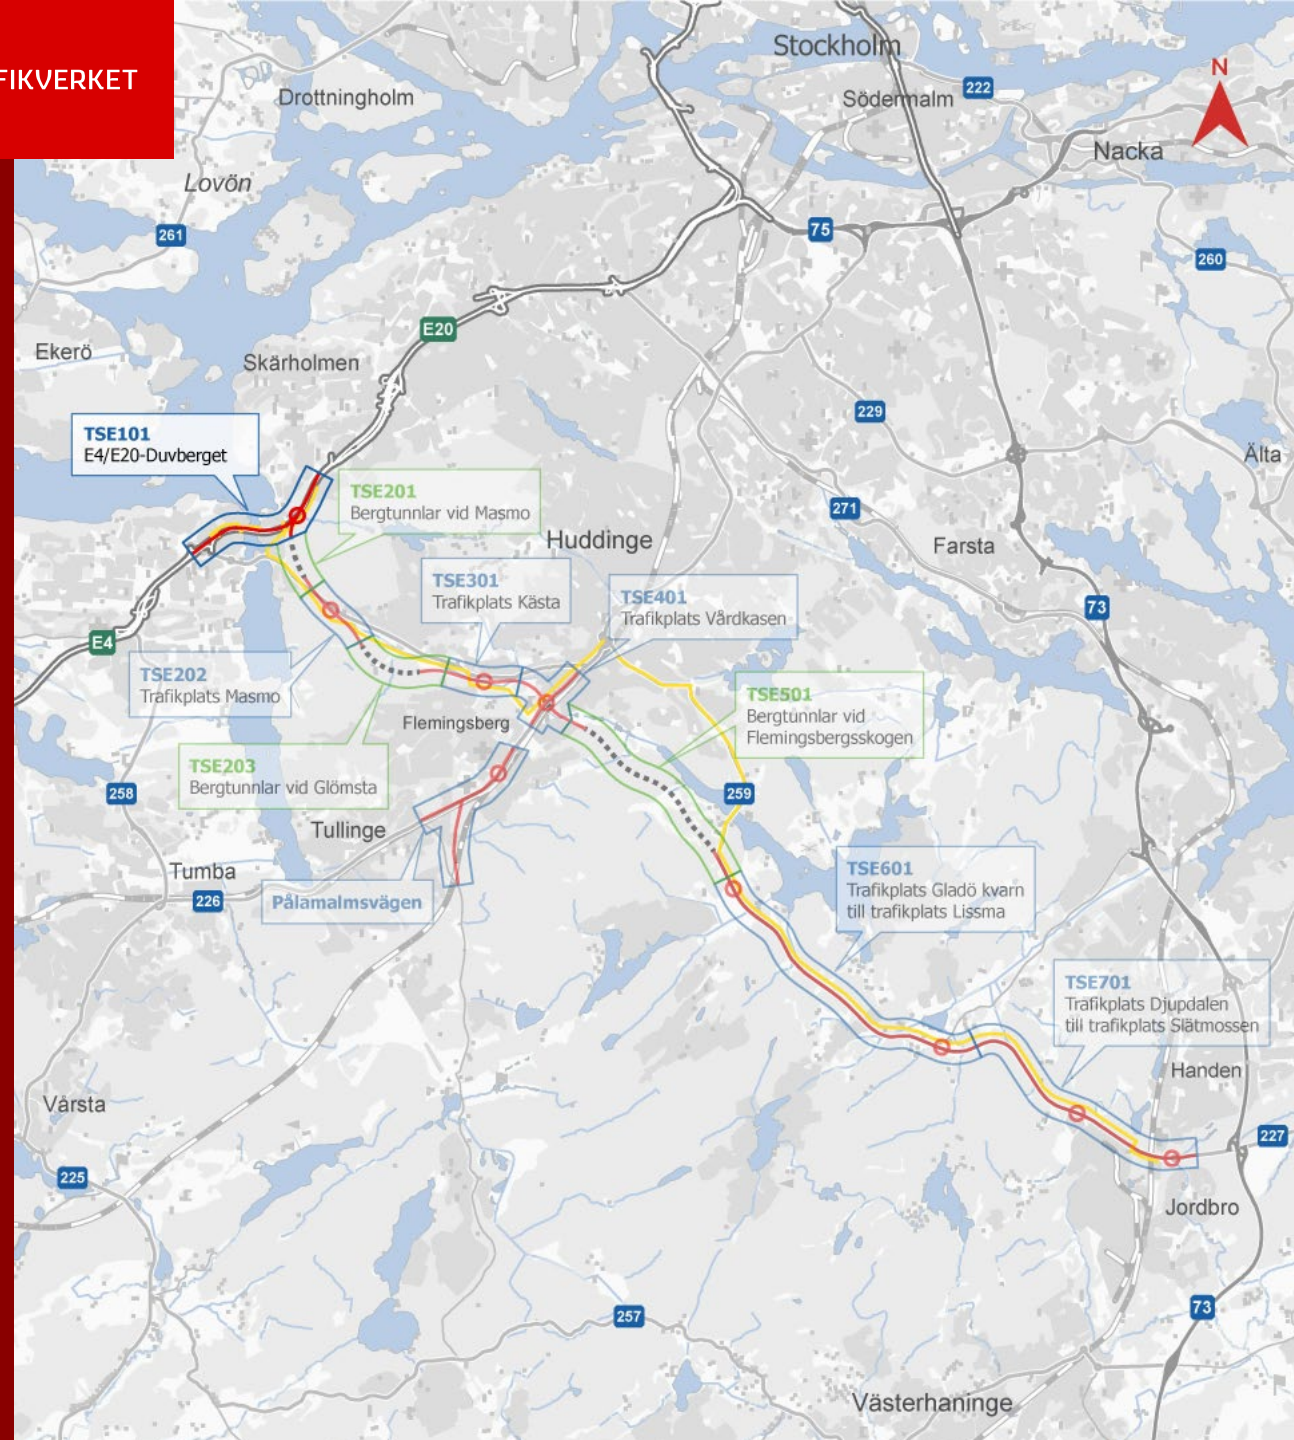 FIKVERKET
Stockholm
N
222
Drottningholm
Södermalm
Nacka
Lovön
261
75
260
E20
Ekerö
Skärholmen
229
TSE101
E4/E20-Duvberget
Älta
TSE201
Bergtunnlar vid Masmo
271
Huddinge
Farsta
TSE301
Trafikplats Kästa
TSE401
Trafikplats Vårdkasen
73
E4
TSE202
Trafikplats Masmo
TSE501
Bergtunnlar vid
Flemingsbergsskogen
Flemingsberg
TSE203
Bergtunnlar vid Glömsta
258
259
Tullinge
Tumba
226
Pålamalmsvägen
TSE601
Trafikplats Gladö kvarn
till trafikplats Lissma
TSE701
Trafikplats Djupdalen
till trafikplats Slätmossen
Handen
Vårsta
227
225
Jordbro
73
257
Västerhaninge